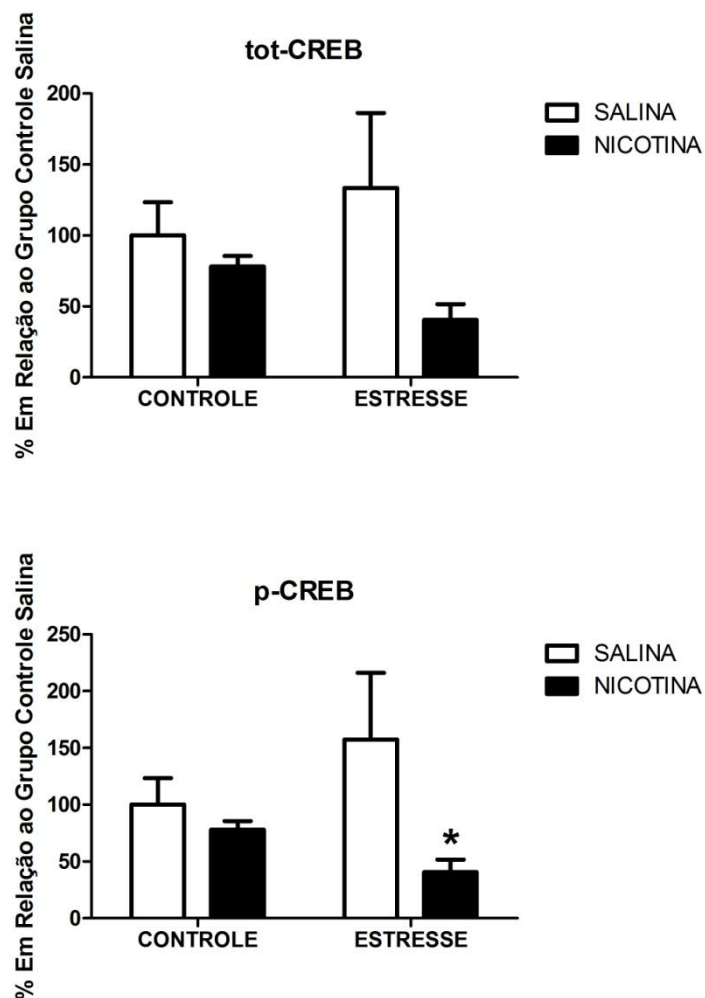 tot-CREB
% Em Relação ao Grupo Controle Salina
200
150
100
50
0
CONTROLE
ESTRESSE
SALINA
NICOTINA
p-CREB
% Em Relação ao Grupo Controle Salina
250
200
150
100
50
0
*
CONTROLE
ESTRESSE
SALINA
NICOTINA